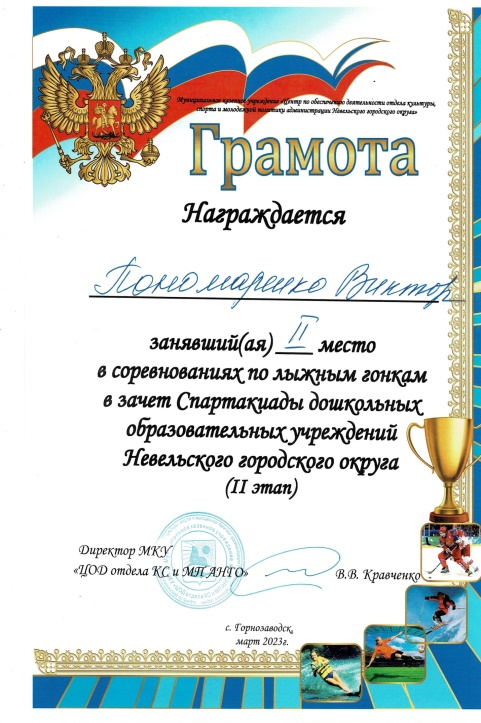 Муниципальное казенное учреждение «Центр по обеспечению деятельности отдела культуры,
спорта и молодежной политики администрации Невельского городского округа»
Грамота
Награждается
Пономаренко Виктор
занявший(ая) II место
в соревнованиях по лыжным гонкам
в зачет Спартакиады дошкольных
образовательных учреждений
Невельского городского округа
(II этап)
Директор МКУ
«ЦОД отдела КС и МП АНГО»
В.В. Кравченко
с. Горнозаводск,
март 2023г.